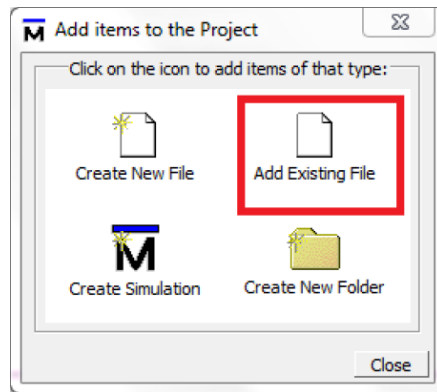 Add items to the Project
Click on the icon to add items of that type:
Create New File
Add Existing File
Create Simulation
Create New Folder
Close